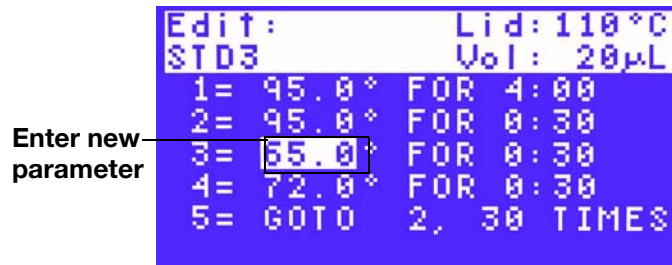 Edit: Lid:110°C
STD3 Vol: 20µL
1= 95.0° FOR 4:00
2= 95.0° FOR 0:30
Enter new parameter
3= 65.0° FOR 0:30
4= 72.0° FOR 0:30
5= GOTO 2, 30 TIMES